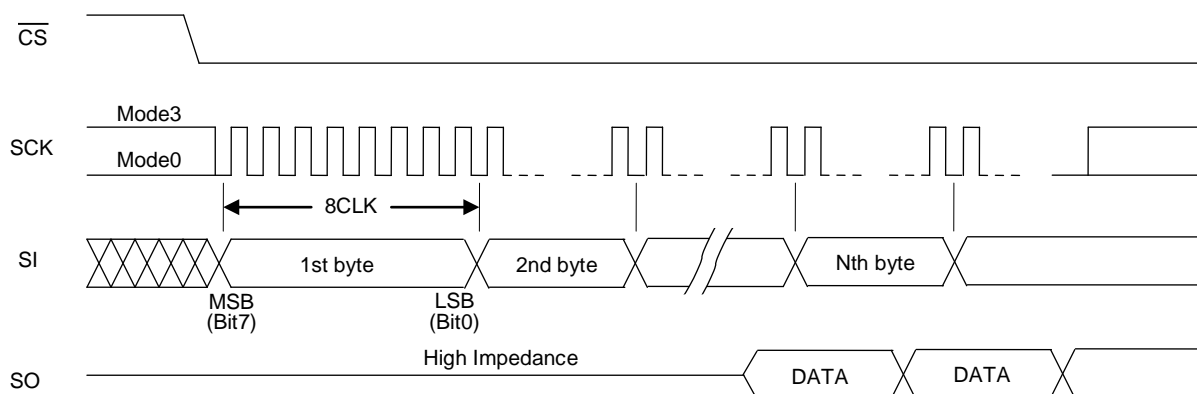 CS
Mode3
SCK
Mode0
8CLK
SI
1st byte
2nd byte
Nth byte
MSB
(Bit7)
LSB
(Bit0)
High Impedance
SO
DATA
DATA